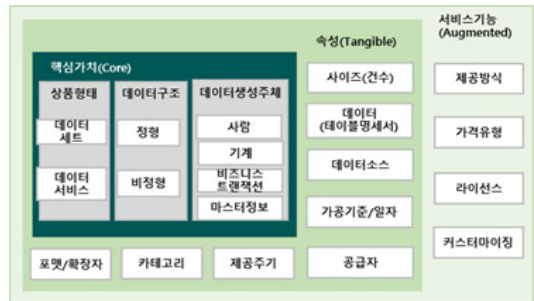 서비스기능
(Augmented)
속성(Tangible)
핵심가치(Core)
상품형태
데이터구조
데이터생성주체
데이터
세트
데이터
서비스
정형
비정형
사람
기계
비즈니스
트랜잭션
마스터정보
사이즈(건수)
데이터
(테이블명세서)
데이터소스
가공기준/일자
포맷/확장자
카테고리
제공주기
공급자
제공방식
가격유형
라이선스
커스터마이징